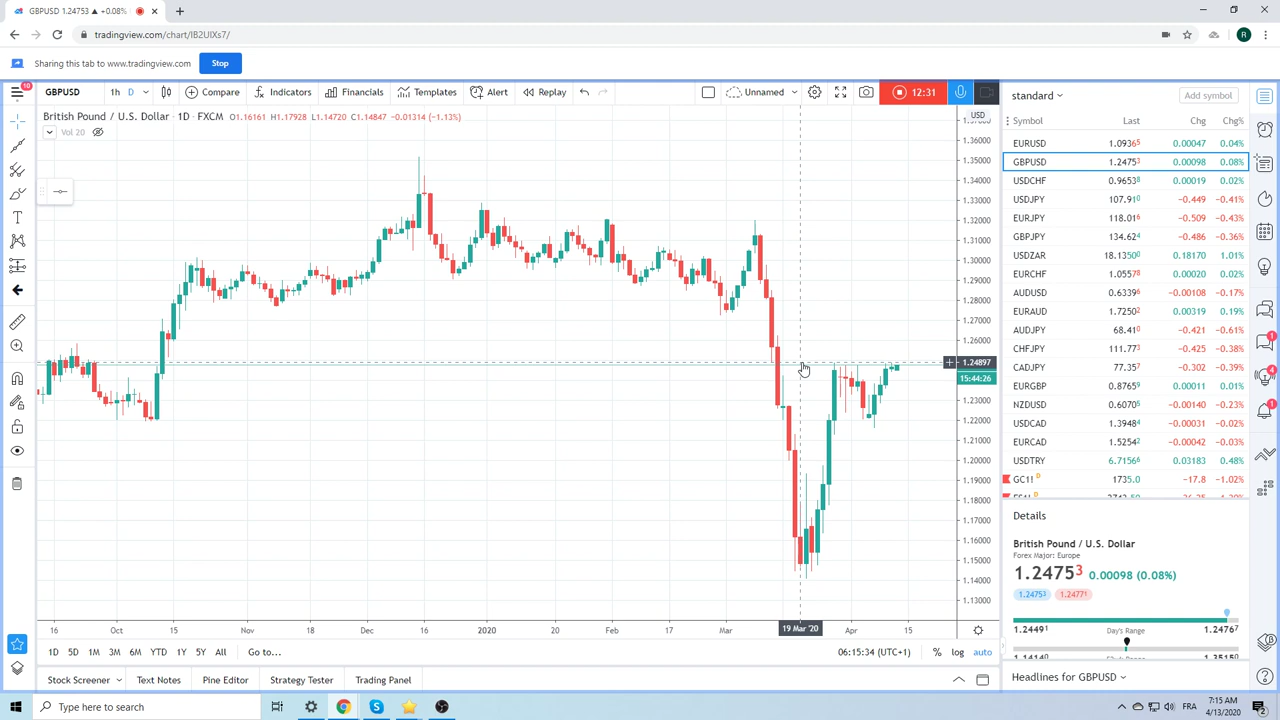 GBPUSD 1.24753 ▲ +0.08%
tradingview.com/chart/IB2UIXs7/
R
Sharing this tab to www.tradingview.com
Stop
10
GBPUSD
1h
D
Compare
Indicators
Financials
Templates
Alert
Replay
Unnamed
12:31
British Pound / U.S. Dollar · 1D · FXCM O1.16161 H1.17928 L1.14720 C1.14847 −0.01314 (−1.13%)
Vol 20
USD
1.35000
1.34000
1.33000
1.32000
1.31000
1.30000
1.29000
1.28000
1.27000
1.26000
1.24897
15:44:26
1.23000
1.22000
1.21000
1.20000
1.19000
1.18000
1.17000
1.16000
1.15000
1.14000
1.13000
16 Oct 15 Nov 18 Dec 16 2020 20 Feb Mar 19 Mar '20 Apr 15
1D 5D 1M 3M 6M YTD 1Y 5Y All Go to...
06:15:34 (UTC+1) % log auto
Stock Screener Text Notes Pine Editor Strategy Tester Trading Panel
standard
Add symbol
Symbol Last Chg Chg%
EURUSD 1.09365 0.00047 0.04%
GBPUSD 1.24753 0.00098 0.08%
USDCHF 0.96538 0.00019 0.02%
USDJPY 107.910 −0.449 −0.41%
EURJPY 118.016 −0.509 −0.43%
GBPJPY 134.624 −0.486 −0.36%
USDZAR 18.13500 0.18170 1.01%
EURCHF 1.05578 0.00020 0.02%
AUDUSD 0.63396 −0.00108 −0.17%
EURAUD 1.72502 0.00319 0.19%
AUDJPY 68.410 −0.421 −0.61%
CHFJPY 111.773 −0.425 −0.38%
CADJPY 77.357 −0.302 −0.39%
EURGBP 0.87659 0.00011 0.01%
NZDUSD 0.60705 −0.00140 −0.23%
USDCAD 1.39484 −0.00031 −0.02%
EURCAD 1.52542 −0.00042 −0.03%
USDTRY 6.71566 0.03183 0.48%
GC1! D 1735.0 −17.8 −1.02%
Details
British Pound / U.S. Dollar
Forex Major: Europe
1.24753 0.00098 (0.08%)
1.24753 1.24771
1.24491 Day's Range 1.24767
1.14140 1.35150
Headlines for GBPUSD
1
4
1
Type here to search
FRA
7:15 AM
4/13/2020
2